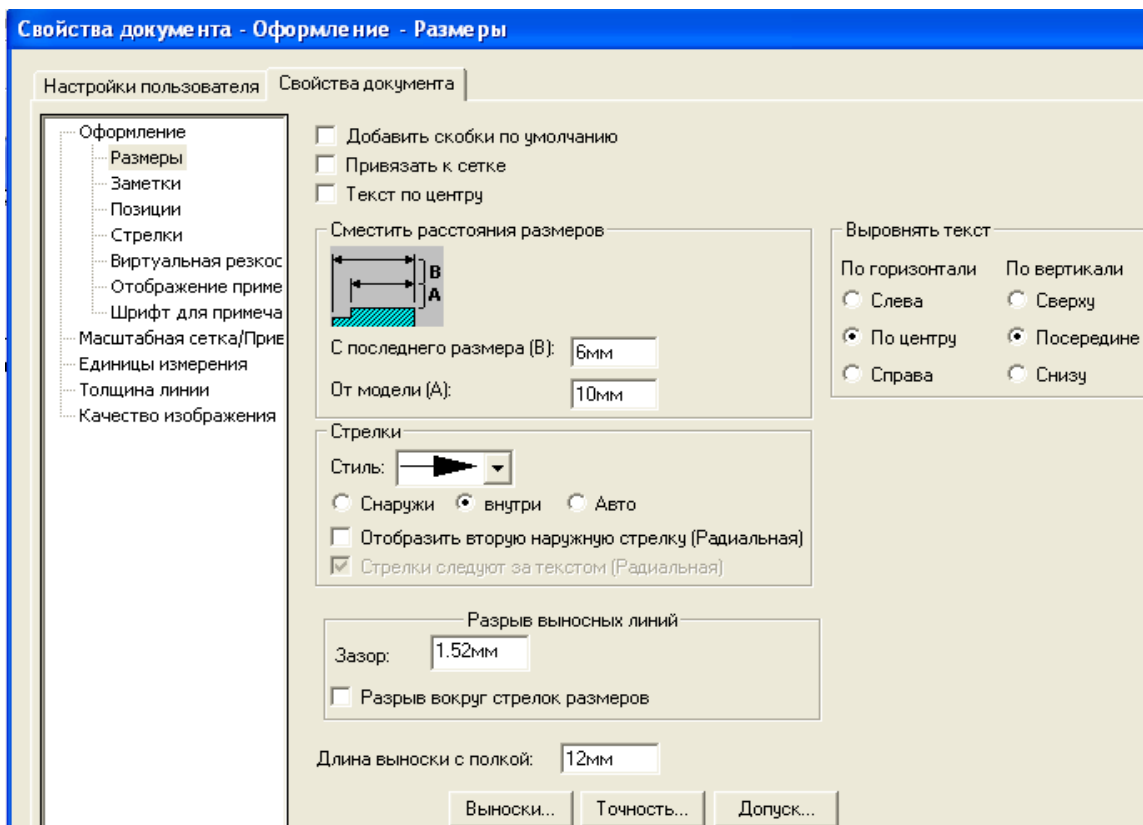 Свойства документа - Оформление - Размеры
Настройки пользователя
Свойства документа
Оформление
Размеры
Заметки
Позиции
Стрелки
Виртуальная резкос
Отображение приме
Шрифт для примеча
Масштабная сетка/Прив
Единицы измерения
Толщина линии
Качество изображения
Добавить скобки по умолчанию
Привязать к сетке
Текст по центру
Сместить расстояния размеров
B
A
С последнего размера (B):
6мм
От модели (A):
10мм
Выровнять текст
По горизонтали
По вертикали
Слева
Сверху
По центру
Посередине
Справа
Снизу
Стрелки
Стиль:
Снаружи
внутри
Авто
Отобразить вторую наружную стрелку (Радиальная)
Стрелки следуют за текстом (Радиальная)
Разрыв выносных линий
Зазор:
1.52мм
Разрыв вокруг стрелок размеров
Длина выноски с полкой:
12мм
Выноски...
Точность...
Допуск...